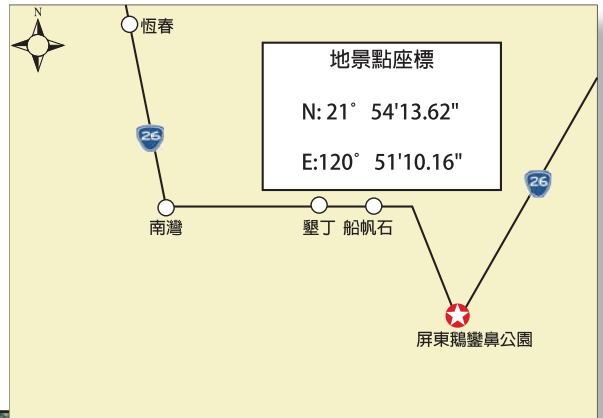 N
恆春
地景點座標
N: 21° 54'13.62"
E:120° 51'10.16"
26
26
南灣
墾丁
船帆石
屏東鵝鑾鼻公園